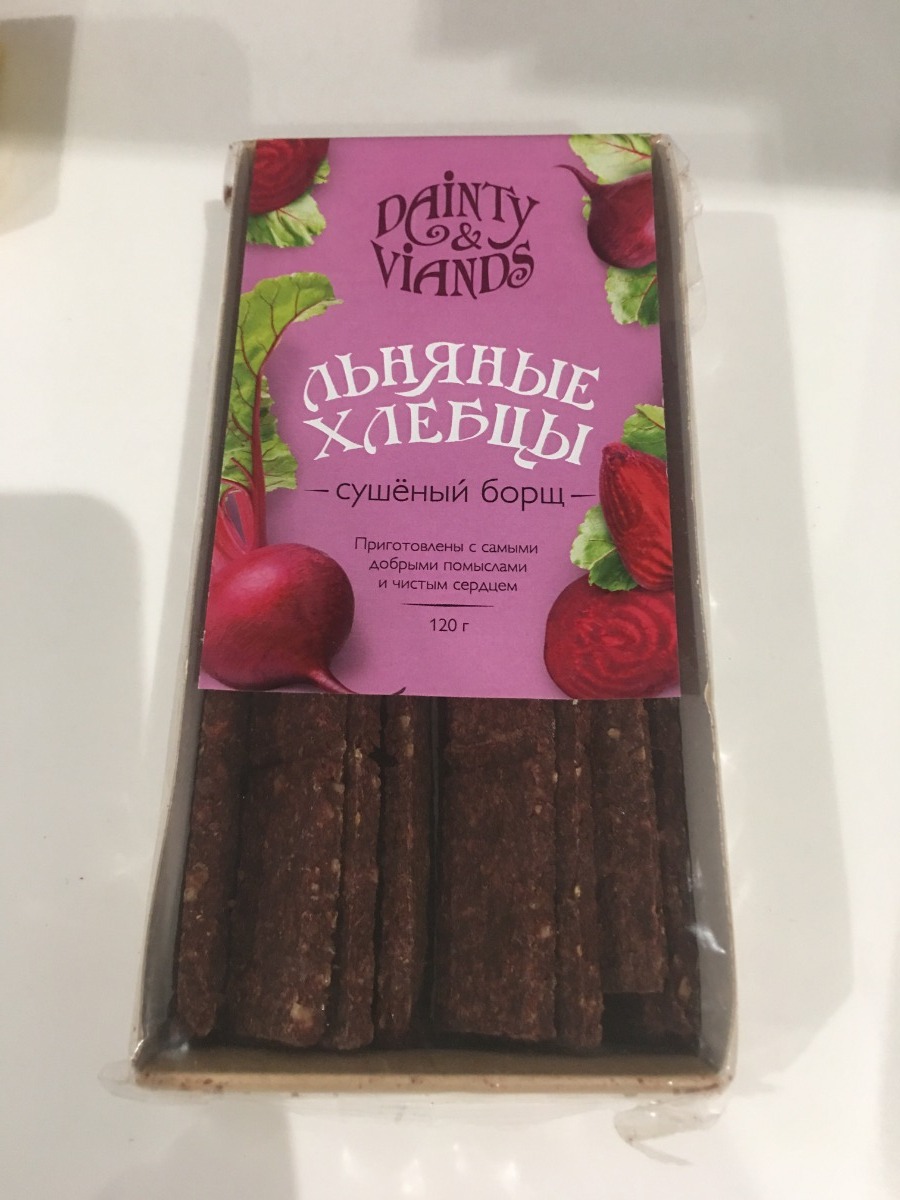 DAINTY
&
VIANDS
ЛЬНЯНЫЕ
ХЛЕБЦЫ
сушёный борщ
Приготовлены с самыми
добрыми помыслами
и чистым сердцем
120 г